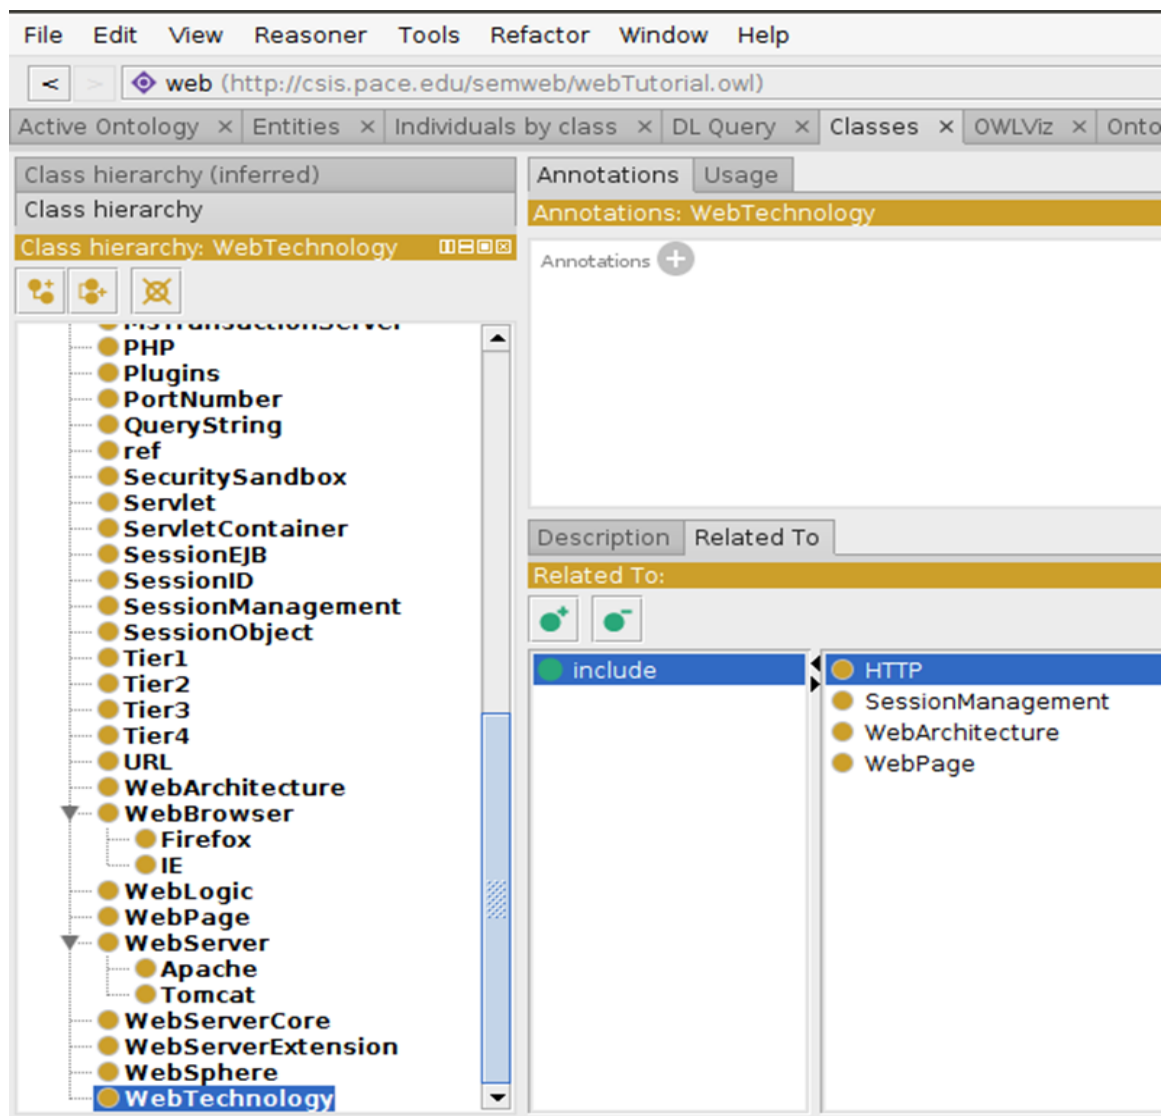 File Edit View Reasoner Tools Refactor Window Help
< > web (http://csis.pace.edu/semweb/webTutorial.owl)
Active Ontology × Entities × Individuals by class × DL Query × Classes × OWLViz × Onto
Class hierarchy (inferred)
Class hierarchy
Class hierarchy: WebTechnology
MsTransactionServer
PHP
Plugins
PortNumber
QueryString
ref
SecuritySandbox
Servlet
ServletContainer
SessionEJB
SessionID
SessionManagement
SessionObject
Tier1
Tier2
Tier3
Tier4
URL
WebArchitecture
WebBrowser
Firefox
IE
WebLogic
WebPage
WebServer
Apache
Tomcat
WebServerCore
WebServerExtension
WebSphere
WebTechnology
Annotations Usage
Annotations: WebTechnology
Annotations
Description Related To
Related To:
include
HTTP
SessionManagement
WebArchitecture
WebPage